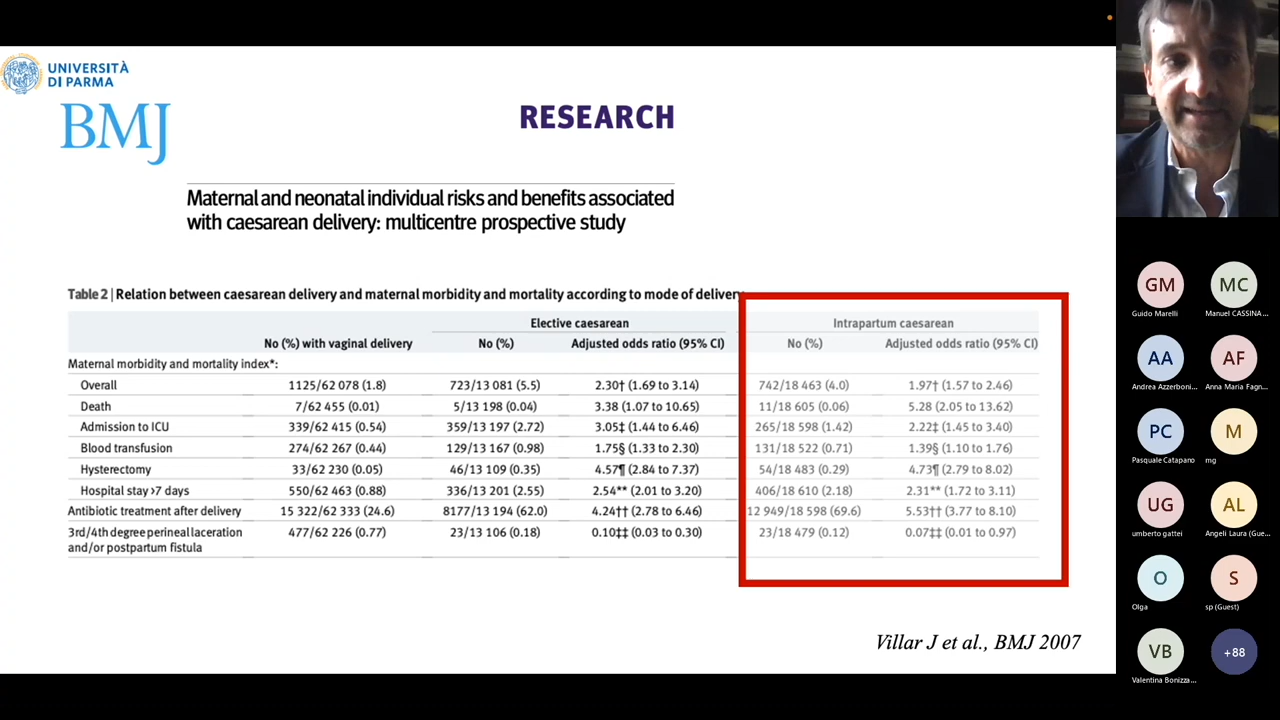 UNIVERSITÀ
DI PARMA
BMJ
RESEARCH
Maternal and neonatal individual risks and benefits associated
with caesarean delivery: multicentre prospective study
Table 2 | Relation between caesarean delivery and maternal morbidity and mortality according to mode of delivery
Elective caesarean Intrapartum caesarean
No (%) with vaginal delivery No (%) Adjusted odds ratio (95% CI) No (%) Adjusted odds ratio (95% CI)
Maternal morbidity and mortality index*:
Overall 1125/62 078 (1.8) 723/13 081 (5.5) 2.30† (1.69 to 3.14) 742/18 463 (4.0) 1.97† (1.57 to 2.46)
Death 7/62 455 (0.01) 5/13 198 (0.04) 3.38 (1.07 to 10.65) 11/18 605 (0.06) 5.28 (2.05 to 13.62)
Admission to ICU 339/62 415 (0.54) 359/13 197 (2.72) 3.05‡ (1.44 to 6.46) 265/18 598 (1.42) 2.22‡ (1.45 to 3.40)
Blood transfusion 274/62 267 (0.44) 129/13 167 (0.98) 1.75§ (1.33 to 2.30) 131/18 522 (0.71) 1.39§ (1.10 to 1.76)
Hysterectomy 33/62 230 (0.05) 46/13 109 (0.35) 4.57¶ (2.84 to 7.37) 54/18 483 (0.29) 4.73¶ (2.79 to 8.02)
Hospital stay >7 days 550/62 463 (0.88) 336/13 201 (2.55) 2.54** (2.01 to 3.20) 406/18 610 (2.18) 2.31** (1.72 to 3.11)
Antibiotic treatment after delivery 15 322/62 333 (24.6) 8177/13 194 (62.0) 4.24†† (2.78 to 6.46) 12 949/18 598 (69.6) 5.53†† (3.77 to 8.10)
3rd/4th degree perineal laceration 477/62 226 (0.77) 23/13 106 (0.18) 0.10‡‡ (0.03 to 0.30) 23/18 479 (0.12) 0.07‡‡ (0.01 to 0.97)
and/or postpartum fistula
Villar J et al., BMJ 2007
GM MC
Guido Marelli Manuel CASSINA...
AA AF
Andrea Azzerboni... Anna Maria Fagn...
PC M
Pasquale Catapano mg
UG AL
umberto gattei Angeli Laura (Gue...
O S
Olga sp (Guest)
VB +88
Valentina Bonizza...